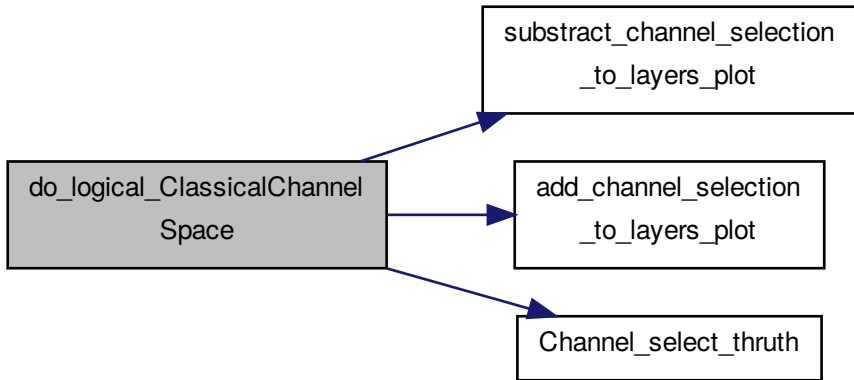 substract_channel_selection
_to_layers_plot
do_logical_ClassicalChannel
Space
add_channel_selection
_to_layers_plot
Channel_select_thruth